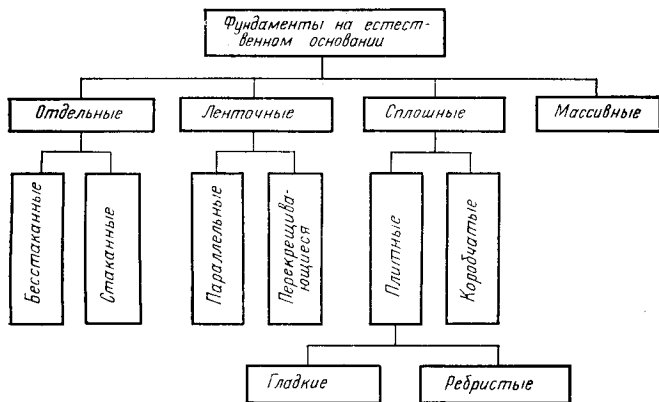 Фундаменты на естест-
венном основании
Отдельные
Ленточные
Сплошные
Массивные
Бесстаканные
Стаканные
Параллельные
Перекрещива-
ющиеся
Плитные
Коробчатые
Гладкие
Ребристые